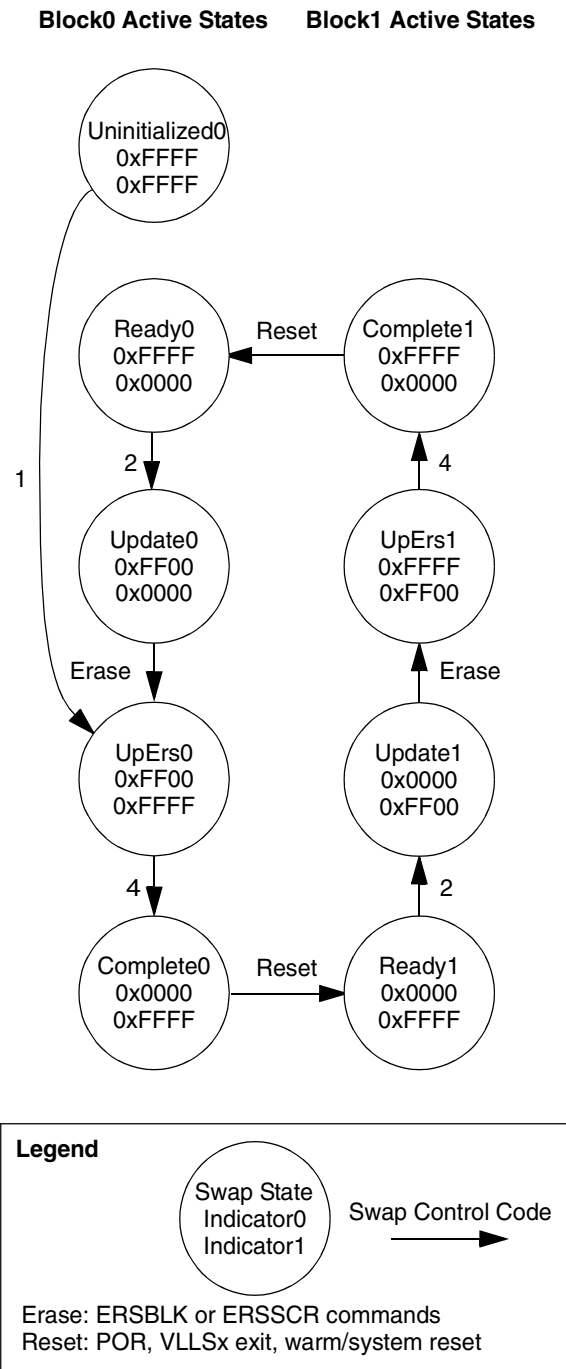 Block0 Active States Block1 Active States
Uninitialized0
0xFFFF
0xFFFF
Ready0
0xFFFF
0x0000
Reset
Complete1
0xFFFF
0x0000
1
2
4
Update0
0xFF00
0x0000
UpErs1
0xFFFF
0xFF00
Erase
Erase
UpErs0
0xFF00
0xFFFF
Update1
0x0000
0xFF00
4
2
Complete0
0x0000
0xFFFF
Reset
Ready1
0x0000
0xFFFF
Legend
Swap State
Indicator0
Indicator1
Swap Control Code
Erase: ERSBLK or ERSSCR commands
Reset: POR, VLLSx exit, warm/system reset